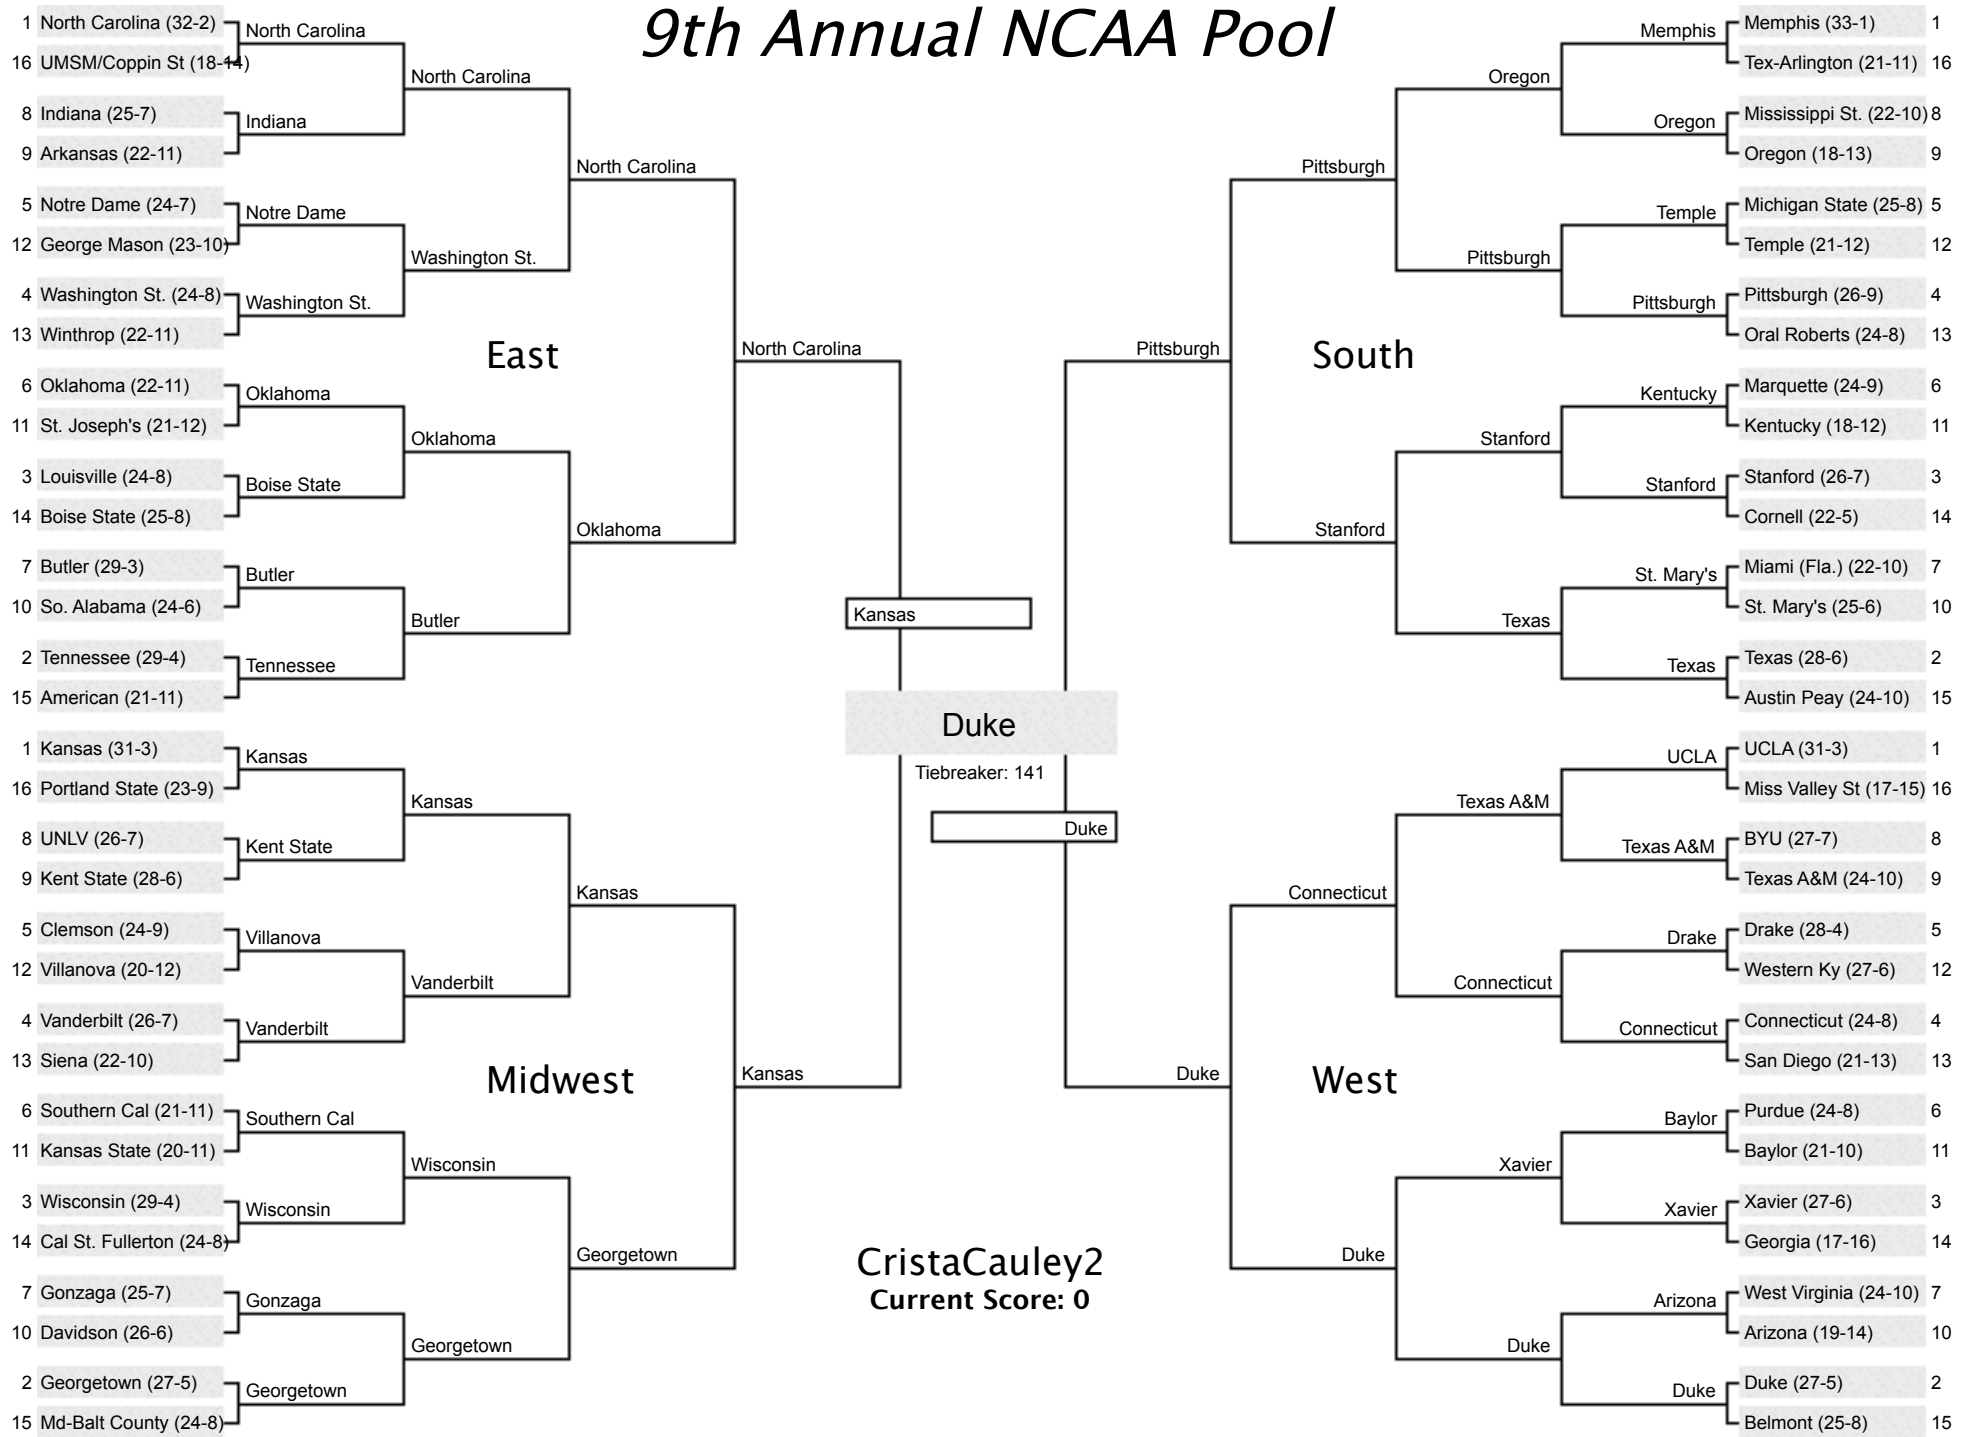 9th Annual NCAA Pool
1 North Carolina (32-2)
16 UMSM/Coppin St (18-14)
8 Indiana (25-7)
9 Arkansas (22-11)
5 Notre Dame (24-7)
12 George Mason (23-10)
4 Washington St. (24-8)
13 Winthrop (22-11)
6 Oklahoma (22-11)
11 St. Joseph's (21-12)
3 Louisville (24-8)
14 Boise State (25-8)
7 Butler (29-3)
10 So. Alabama (24-6)
2 Tennessee (29-4)
15 American (21-11)
North Carolina
Indiana
Notre Dame
Washington St.
Oklahoma
Boise State
Butler
Tennessee
North Carolina
Washington St.
Oklahoma
Butler
North Carolina
Oklahoma
East
North Carolina
1 Kansas (31-3)
16 Portland State (23-9)
8 UNLV (26-7)
9 Kent State (28-6)
5 Clemson (24-9)
12 Villanova (20-12)
4 Vanderbilt (26-7)
13 Siena (22-10)
6 Southern Cal (21-11)
11 Kansas State (20-11)
3 Wisconsin (29-4)
14 Cal St. Fullerton (24-8)
7 Gonzaga (25-7)
10 Davidson (26-6)
2 Georgetown (27-5)
15 Md-Balt County (24-8)
Kansas
Kent State
Villanova
Vanderbilt
Southern Cal
Wisconsin
Gonzaga
Georgetown
Kansas
Vanderbilt
Wisconsin
Georgetown
Kansas
Georgetown
Midwest
Kansas
Kansas
Duke
Tiebreaker: 141
Duke
CristaCauley2
Current Score: 0
Pittsburgh
South
Pittsburgh
Stanford
Oregon
Pittsburgh
Stanford
Texas
Memphis
Oregon
Temple
Pittsburgh
Kentucky
Stanford
St. Mary's
Texas
Memphis (33-1) 1
Tex-Arlington (21-11) 16
Mississippi St. (22-10) 8
Oregon (18-13) 9
Michigan State (25-8) 5
Temple (21-12) 12
Pittsburgh (26-9) 4
Oral Roberts (24-8) 13
Marquette (24-9) 6
Kentucky (18-12) 11
Stanford (26-7) 3
Cornell (22-5) 14
Miami (Fla.) (22-10) 7
St. Mary's (25-6) 10
Texas (28-6) 2
Austin Peay (24-10) 15
Duke
West
Connecticut
Duke
Texas A&M
Connecticut
Xavier
Duke
UCLA
Texas A&M
Drake
Connecticut
Baylor
Xavier
Arizona
Duke
UCLA (31-3) 1
Miss Valley St (17-15) 16
BYU (27-7) 8
Texas A&M (24-10) 9
Drake (28-4) 5
Western Ky (27-6) 12
Connecticut (24-8) 4
San Diego (21-13) 13
Purdue (24-8) 6
Baylor (21-10) 11
Xavier (27-6) 3
Georgia (17-16) 14
West Virginia (24-10) 7
Arizona (19-14) 10
Duke (27-5) 2
Belmont (25-8) 15